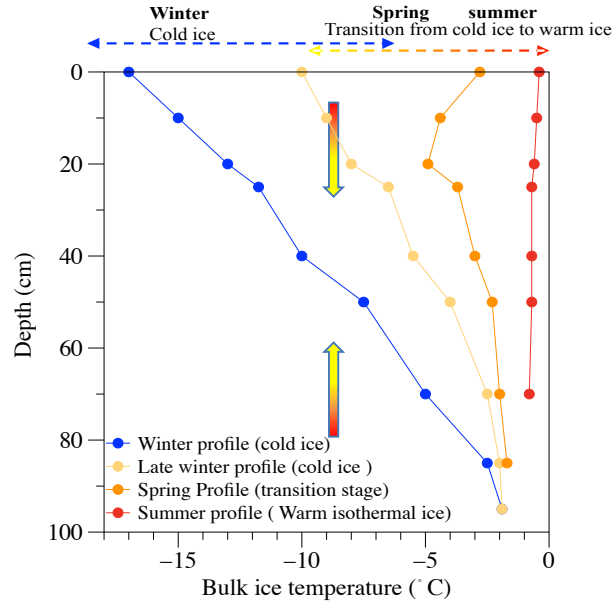 Winter Spring summer
Cold ice Transition from cold ice to warm ice
0
20
40
60
80
100
Depth (cm)
Winter profile (cold ice)
Late winter profile (cold ice )
Spring Profile (transition stage)
Summer profile ( Warm isothermal ice)
−15 −10 −5 0
Bulk ice temperature (° C)